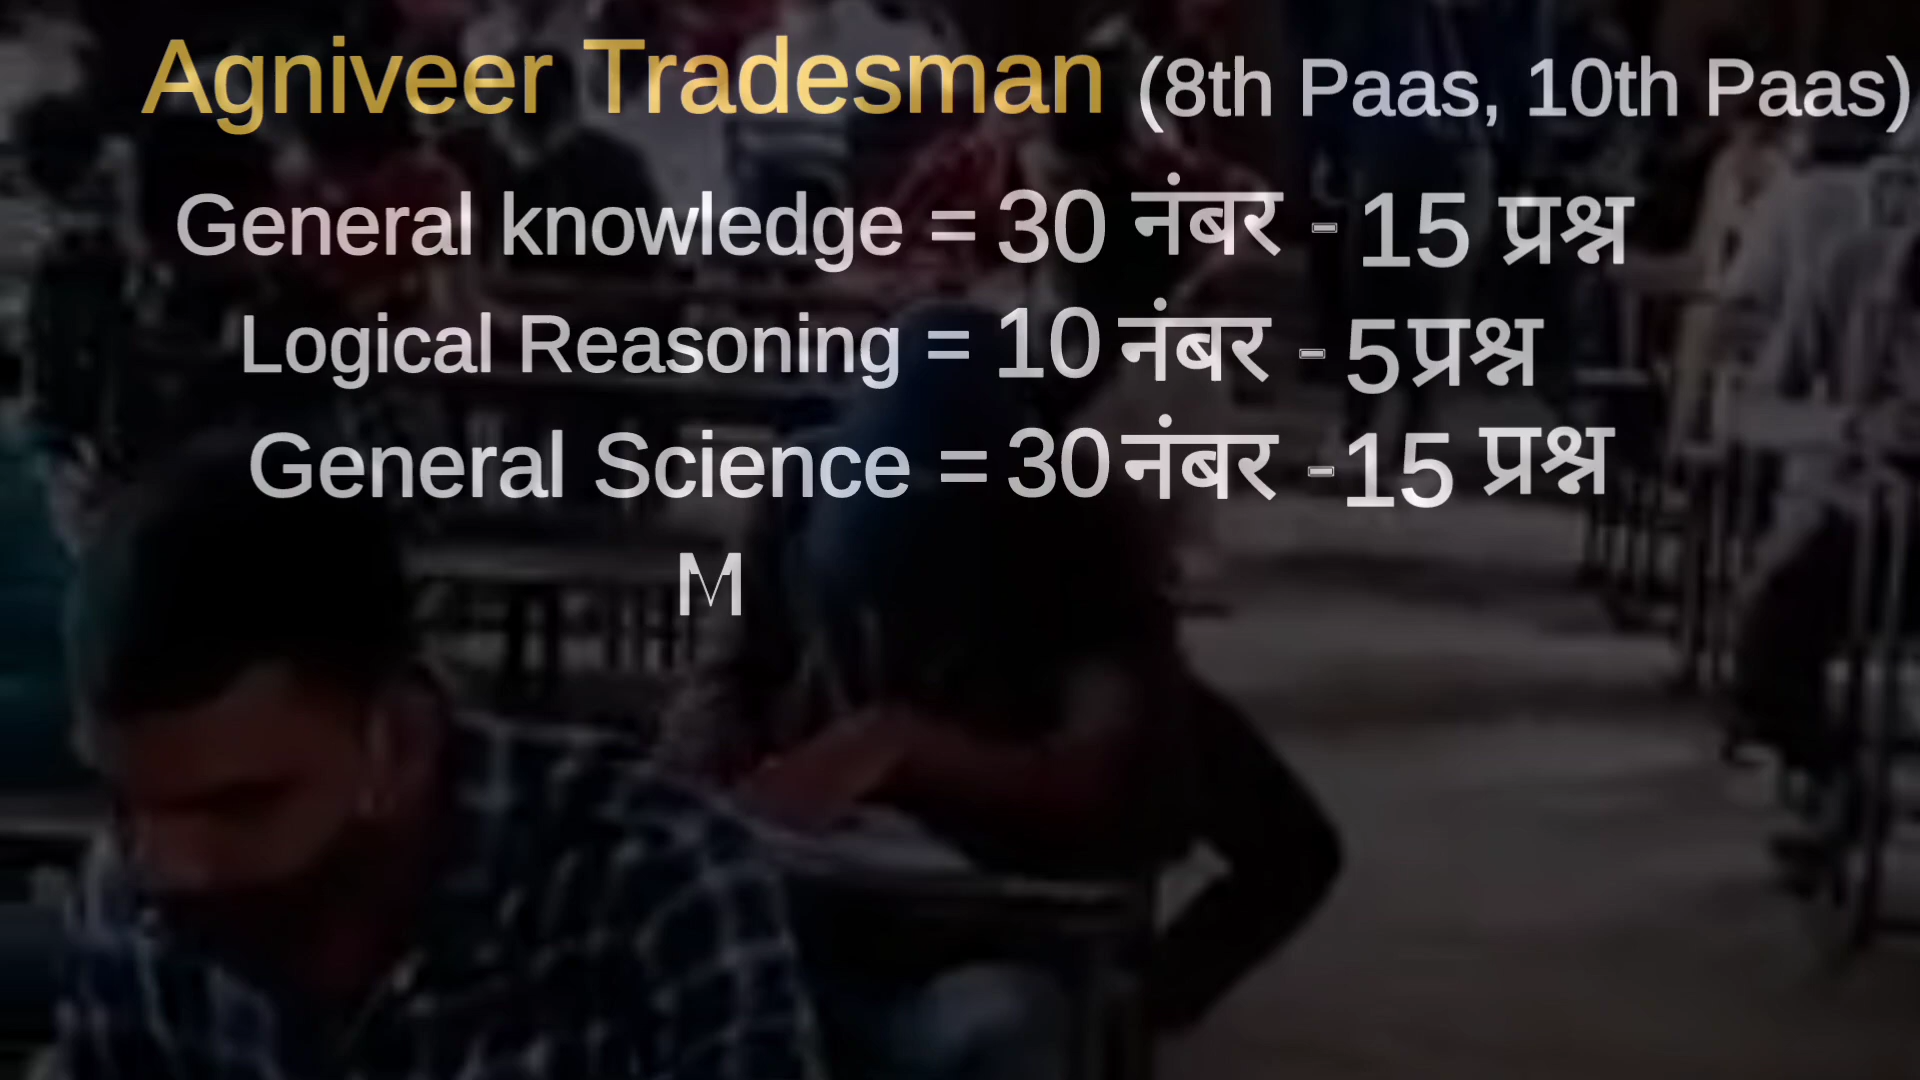 Agniveer Tradesman (8th Paas, 10th Paas)
General knowledge = 30 नंबर - 15 प्रश्न
Logical Reasoning = 10 नंबर - 5 प्रश्न
General Science = 30 नंबर - 15 प्रश्न
M